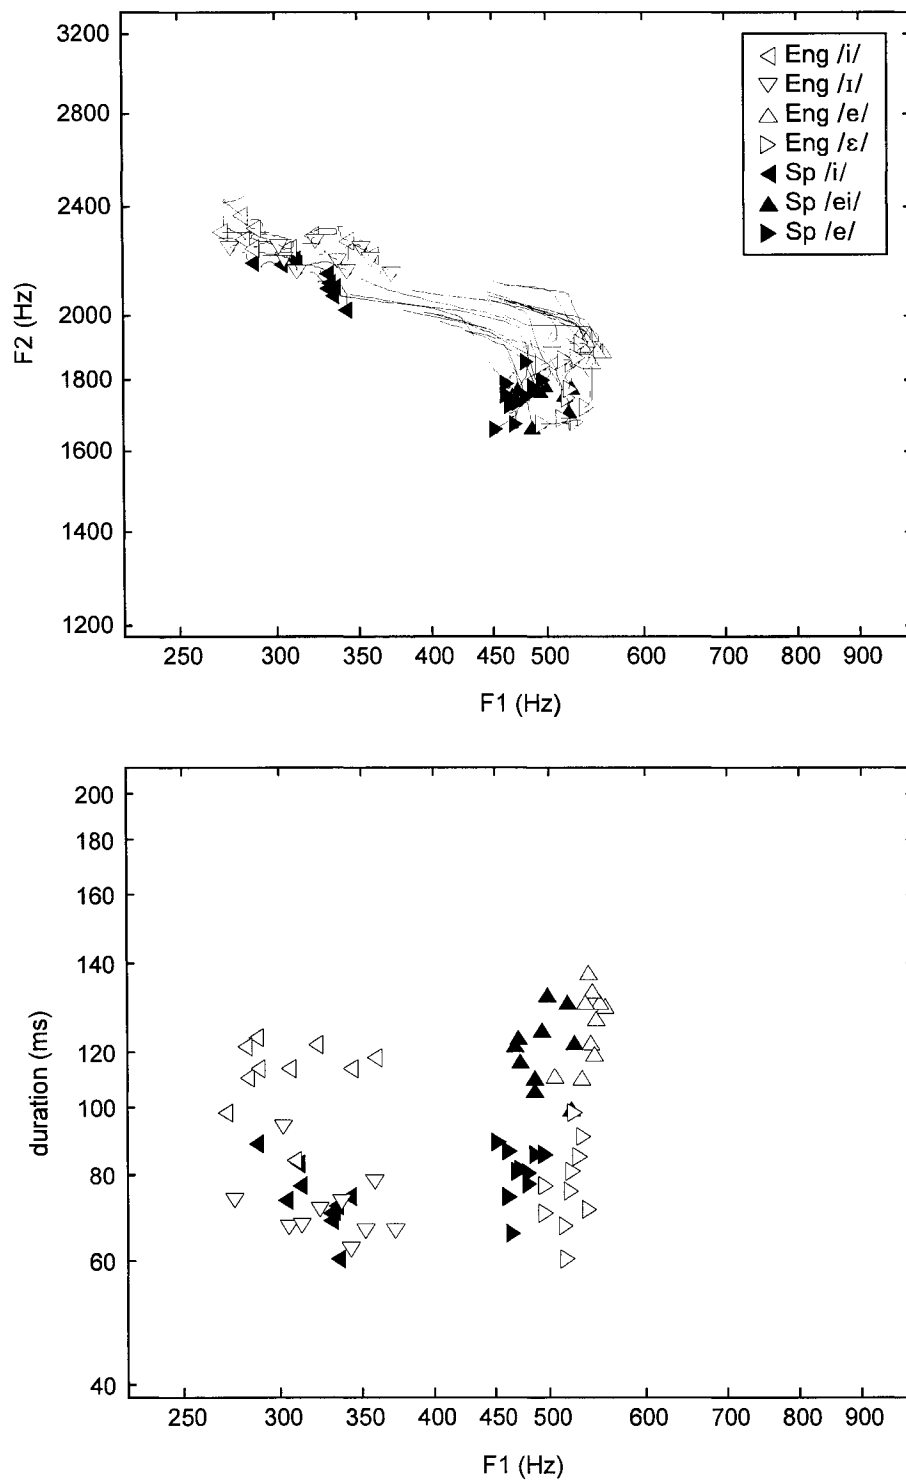 3200
2800
2400
2000
1800
1600
1400
1200
F2 (Hz)
Eng /i/
Eng /ɪ/
Eng /e/
Eng /ɛ/
Sp /i/
Sp /ei/
Sp /e/
250 300 350 400 450 500 600 700 800 900
F1 (Hz)
200
180
160
140
120
100
80
60
40
duration (ms)
250 300 350 400 450 500 600 700 800 900
F1 (Hz)